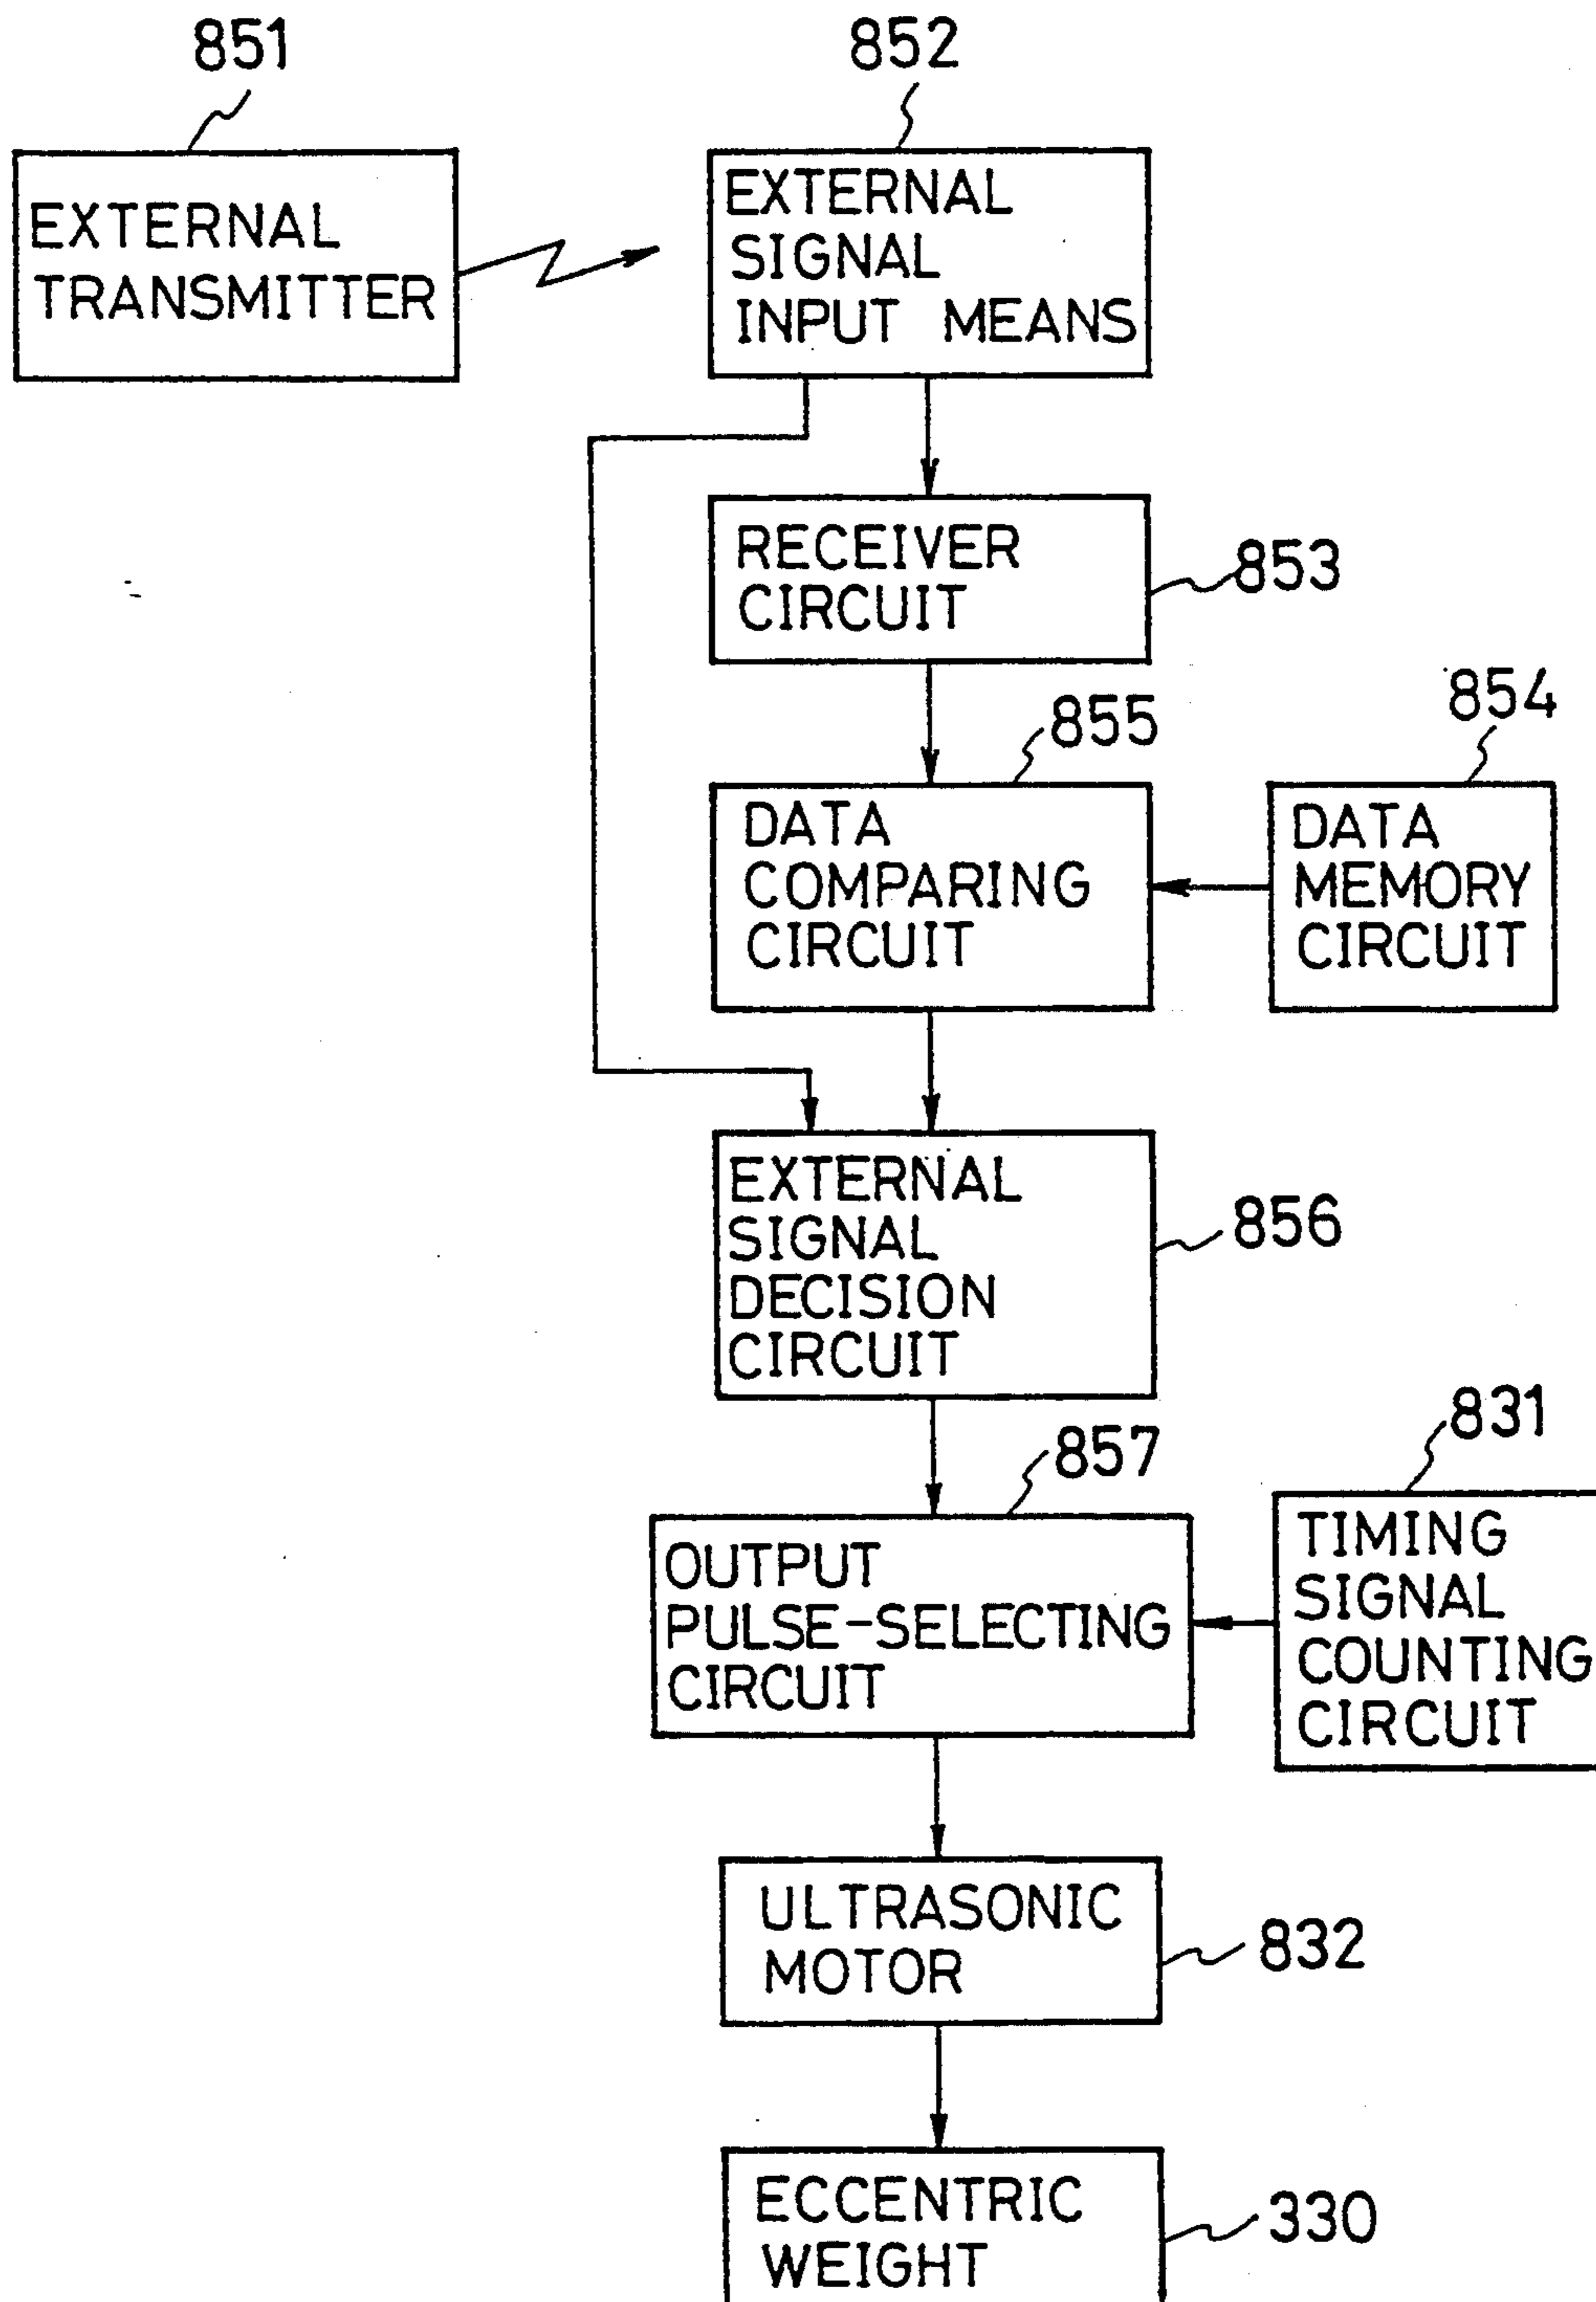 851
852
EXTERNAL
TRANSMITTER
EXTERNAL
SIGNAL
INPUT MEANS
RECEIVER
CIRCUIT
853
855
854
DATA
COMPARING
CIRCUIT
DATA
MEMORY
CIRCUIT
EXTERNAL
SIGNAL
DECISION
CIRCUIT
856
857
831
OUTPUT
PULSE-SELECTING
CIRCUIT
TIMING
SIGNAL
COUNTING
CIRCUIT
ULTRASONIC
MOTOR
832
ECCENTRIC
WEIGHT
330